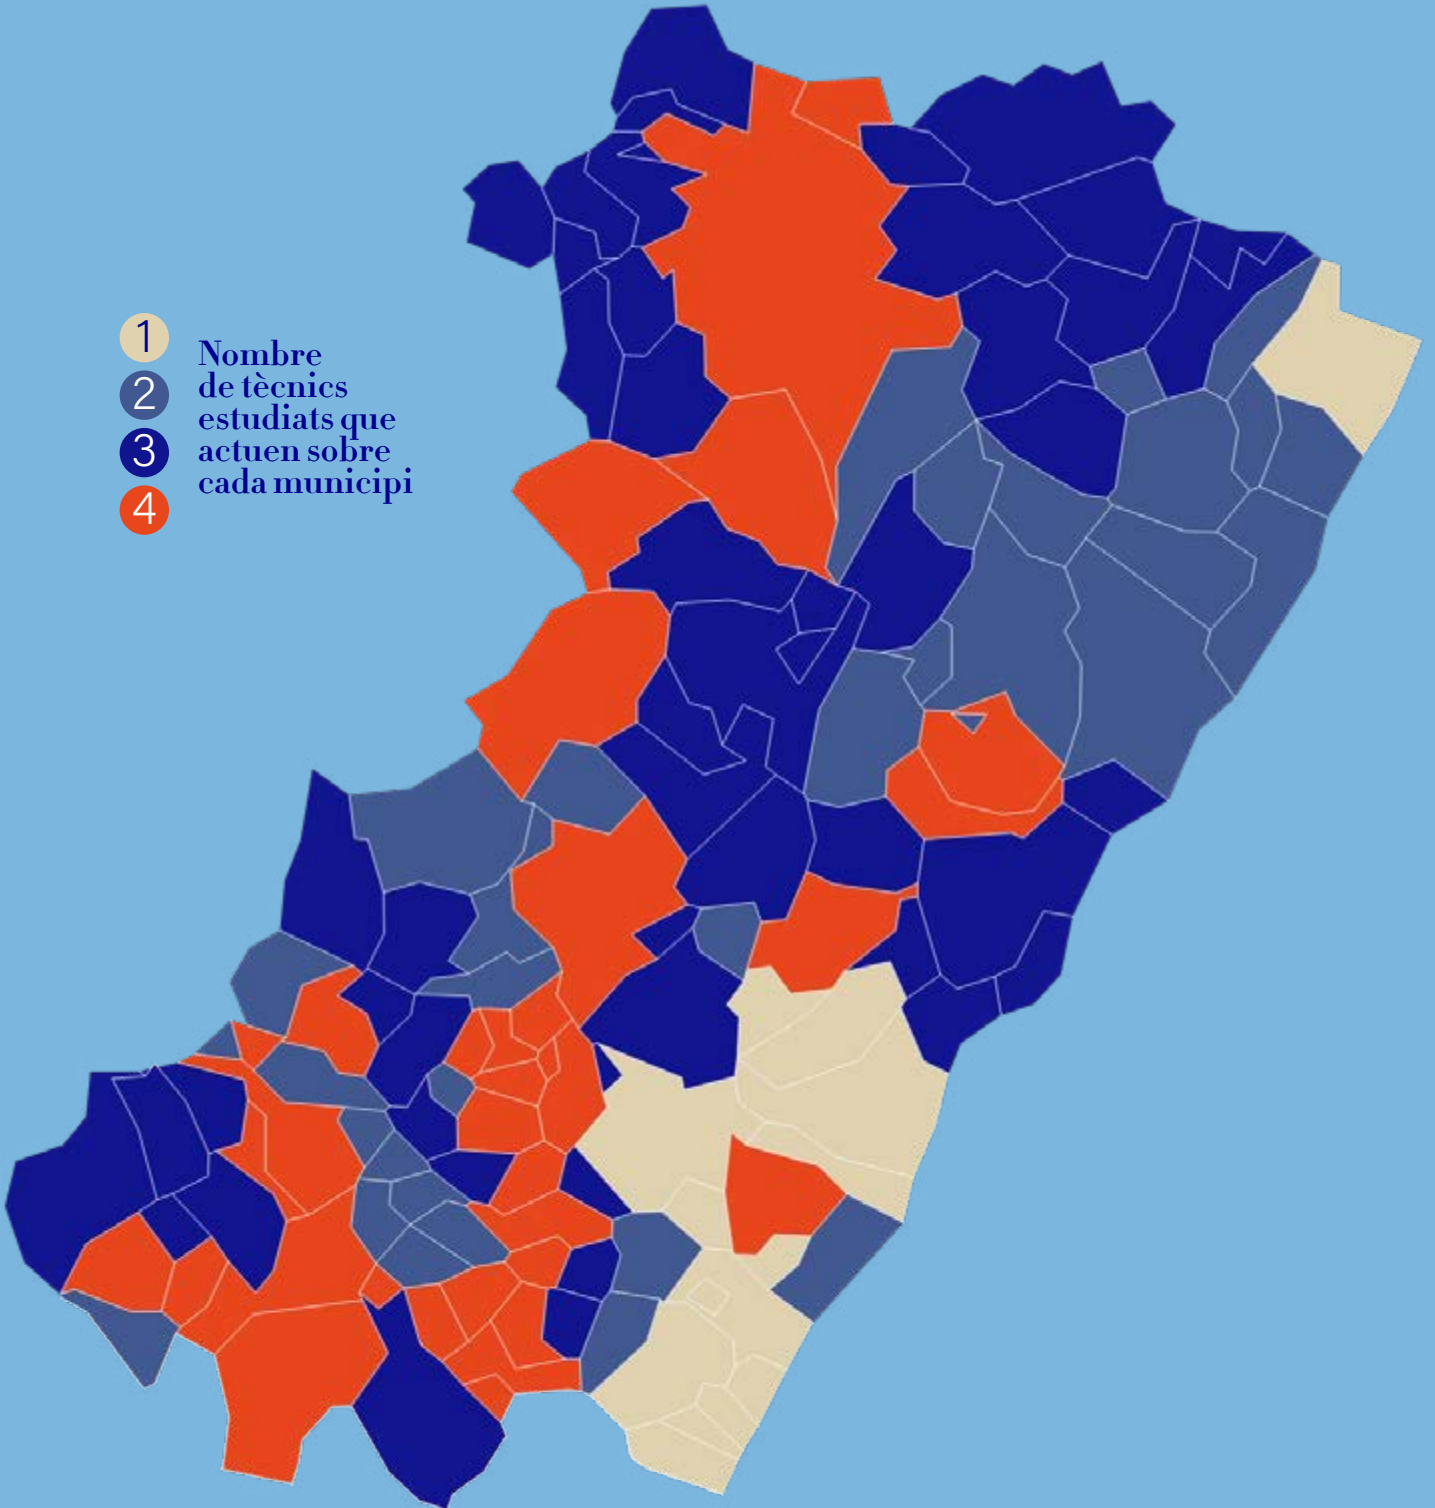 1
2
3
4
Nombre
de tècnics
estudiats que
actuen sobre
cada municipi